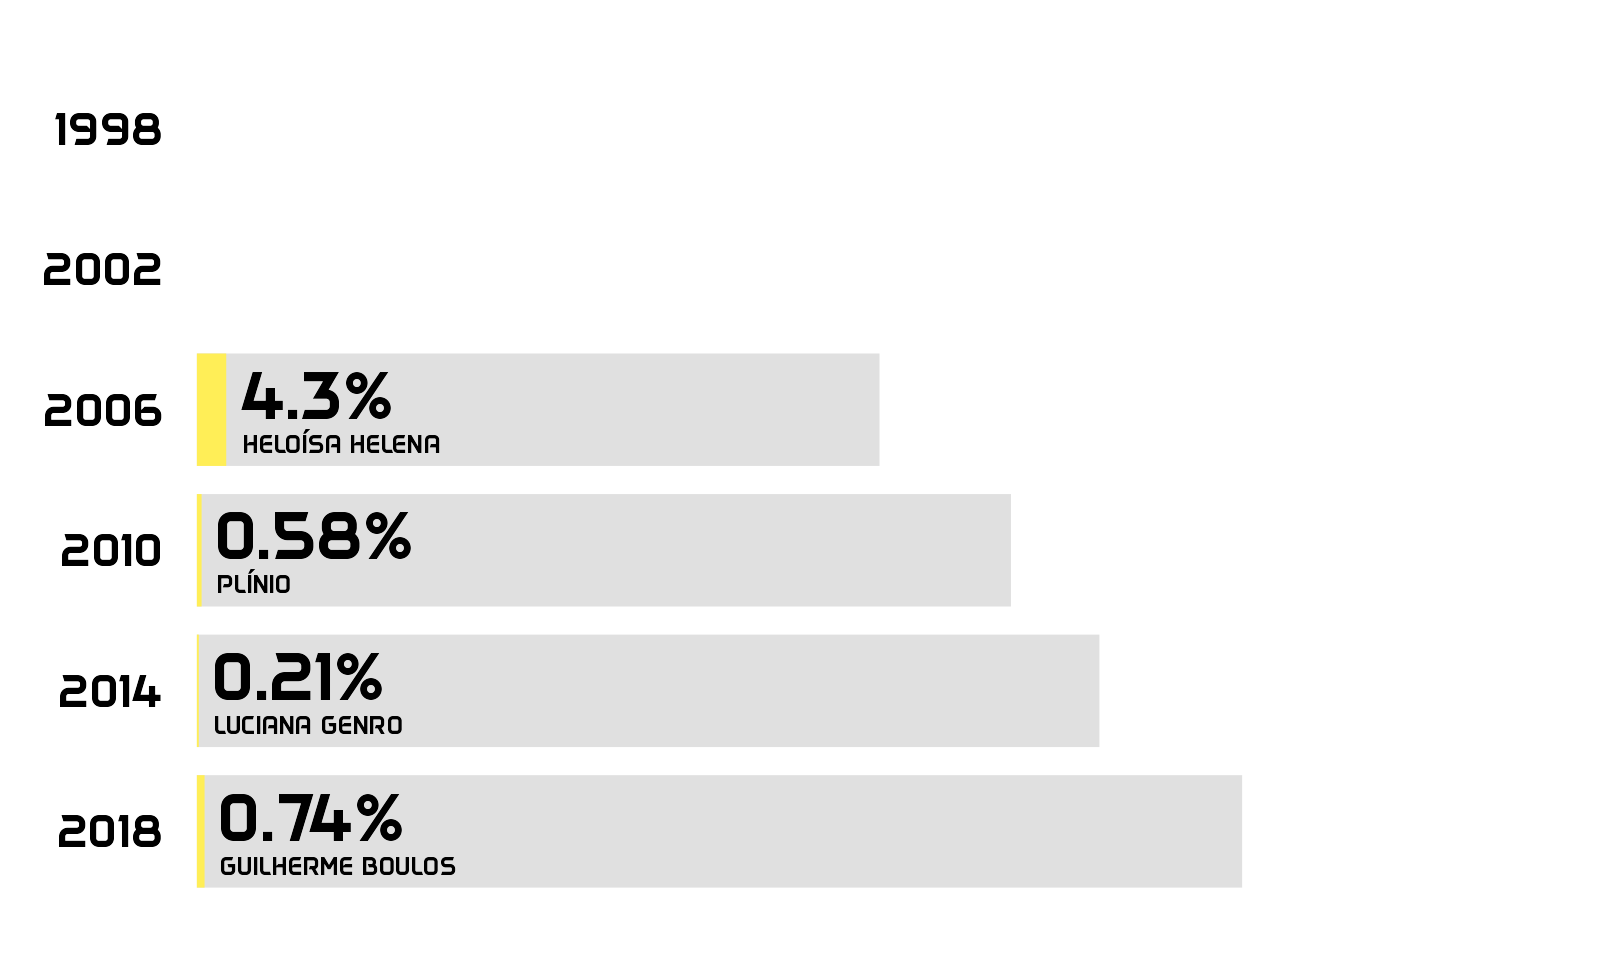 1998
2002
2006
4.3%
HELOÍSA HELENA
2010
0.58%
PLÍNIO
2014
0.21%
LUCIANA GENRO
2018
0.74%
GUILHERME BOULOS